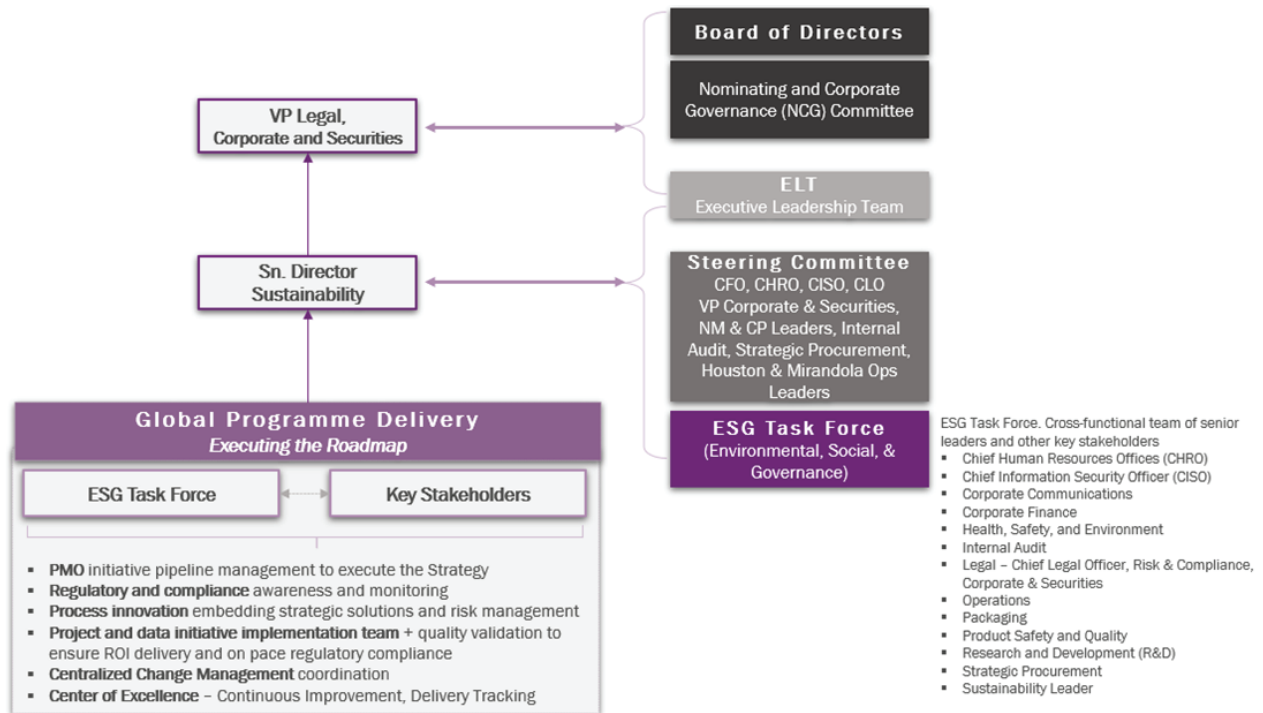 Board of Directors
Nominating and Corporate
Governance (NCG) Committee
VP Legal,
Corporate and Securities
ELT
Executive Leadership Team
Sn. Director
Sustainability
Steering Committee
CFO, CHRO, CISO, CLO
VP Corporate & Securities,
NM & CP Leaders, Internal
Audit, Strategic Procurement,
Houston & Mirandola Ops
Leaders
Global Programme Delivery
Executing the Roadmap
ESG Task Force
Key Stakeholders
▪ PMO initiative pipeline management to execute the Strategy
▪ Regulatory and compliance awareness and monitoring
▪ Process innovation embedding strategic solutions and risk management
▪ Project and data initiative implementation team + quality validation to
ensure ROI delivery and on pace regulatory compliance
▪ Centralized Change Management coordination
▪ Center of Excellence – Continuous Improvement, Delivery Tracking
ESG Task Force
(Environmental, Social, &
Governance)
ESG Task Force. Cross-functional team of senior
leaders and other key stakeholders
▪ Chief Human Resources Offices (CHRO)
▪ Chief Information Security Officer (CISO)
▪ Corporate Communications
▪ Corporate Finance
▪ Health, Safety, and Environment
▪ Internal Audit
▪ Legal – Chief Legal Officer, Risk & Compliance,
Corporate & Securities
▪ Operations
▪ Packaging
▪ Product Safety and Quality
▪ Research and Development (R&D)
▪ Strategic Procurement
▪ Sustainability Leader